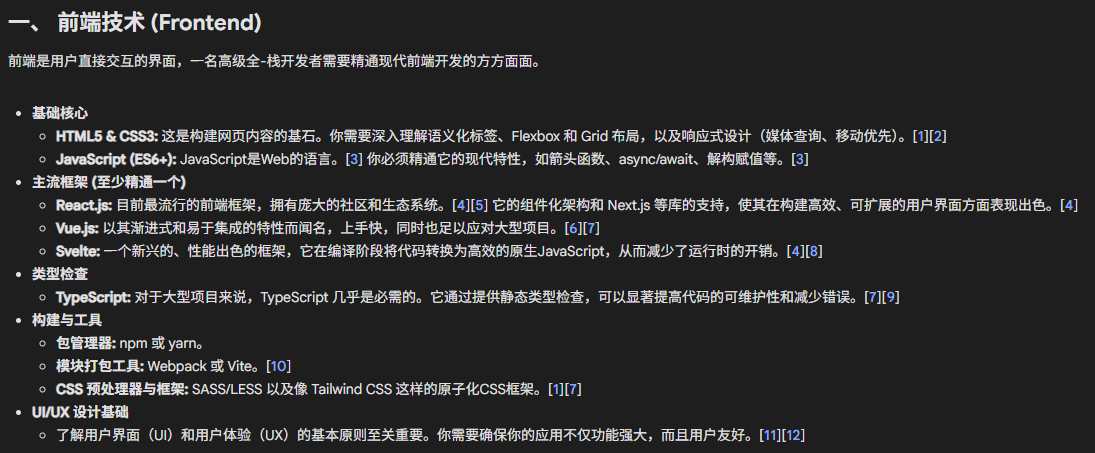 一、 前端技术 (Frontend)
前端是用户直接交互的界面，一名高级全-栈开发者需要精通现代前端开发的方方面面。
• 基础核心
○ HTML5 & CSS3: 这是构建网页内容的基石。你需要深入理解语义化标签、Flexbox 和 Grid 布局，以及响应式设计（媒体查询、移动优先）。[1][2]
○ JavaScript (ES6+): JavaScript是Web的语言。[3] 你必须精通它的现代特性，如箭头函数、async/await、解构赋值等。[3]
• 主流框架 (至少精通一个)
○ React.js: 目前最流行的前端框架，拥有庞大的社区和生态系统。[4][5] 它的组件化架构和 Next.js 等库的支持，使其在构建高效、可扩展的用户界面方面表现出色。[4]
○ Vue.js: 以其渐进式和易于集成的特性而闻名，上手快，同时也足以应对大型项目。[6][7]
○ Svelte: 一个新兴的、性能出色的框架，它在编译阶段将代码转换为高效的原生JavaScript，从而减少了运行时的开销。[4][8]
• 类型检查
○ TypeScript: 对于大型项目来说，TypeScript 几乎是必需的。它通过提供静态类型检查，可以显著提高代码的可维护性和减少错误。[7][9]
• 构建与工具
○ 包管理器: npm 或 yarn。
○ 模块打包工具: Webpack 或 Vite。[10]
○ CSS 预处理器与框架: SASS/LESS 以及像 Tailwind CSS 这样的原子化CSS框架。[1][7]
• UI/UX 设计基础
○ 了解用户界面（UI）和用户体验（UX）的基本原则至关重要。你需要确保你的应用不仅功能强大，而且用户友好。[11][12]